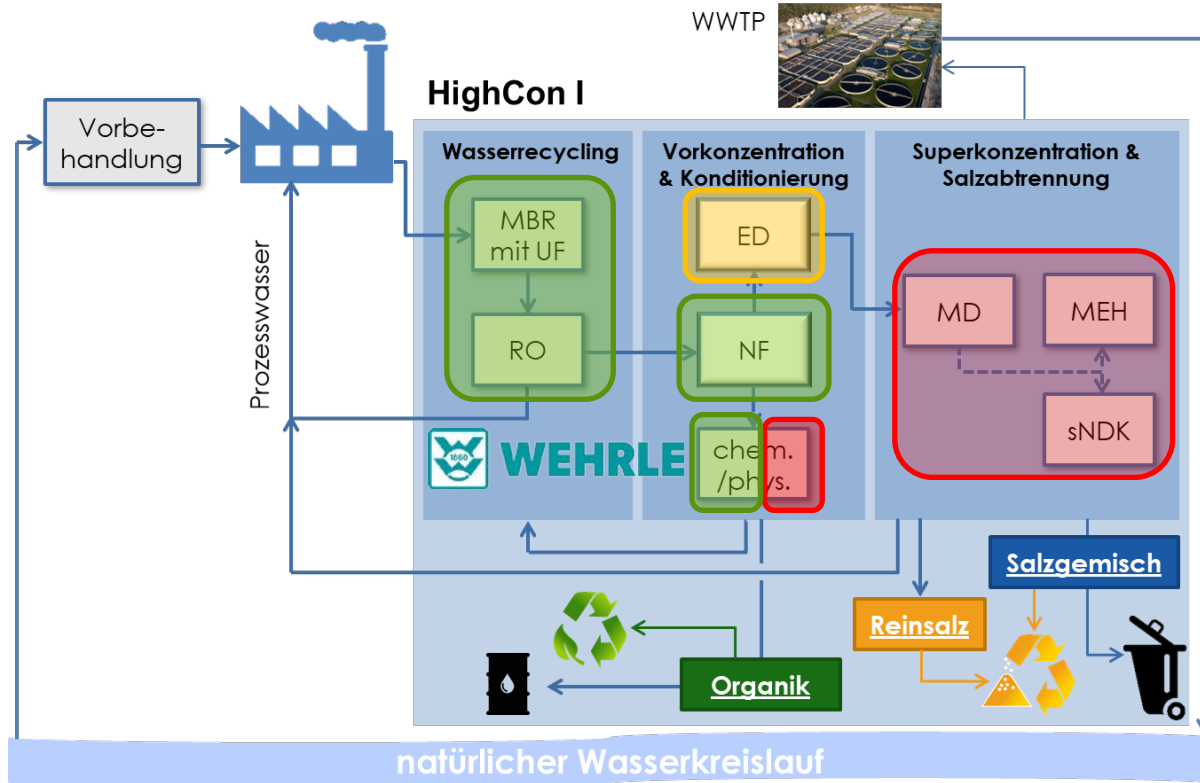 WWTP
HighCon I
Vorbe-
handlung
Wasserrecycling
Vorkonzentration
& Konditionierung
Superkonzentration &
Salzabtrennung
MBR
mit UF
ED
MD
MEH
RO
NF
sNDK
Prozesswasser
1860
WEHRLE
chem.
/phys.
Salzgemisch
Reinsalz
Organik
natürlicher Wasserkreislauf